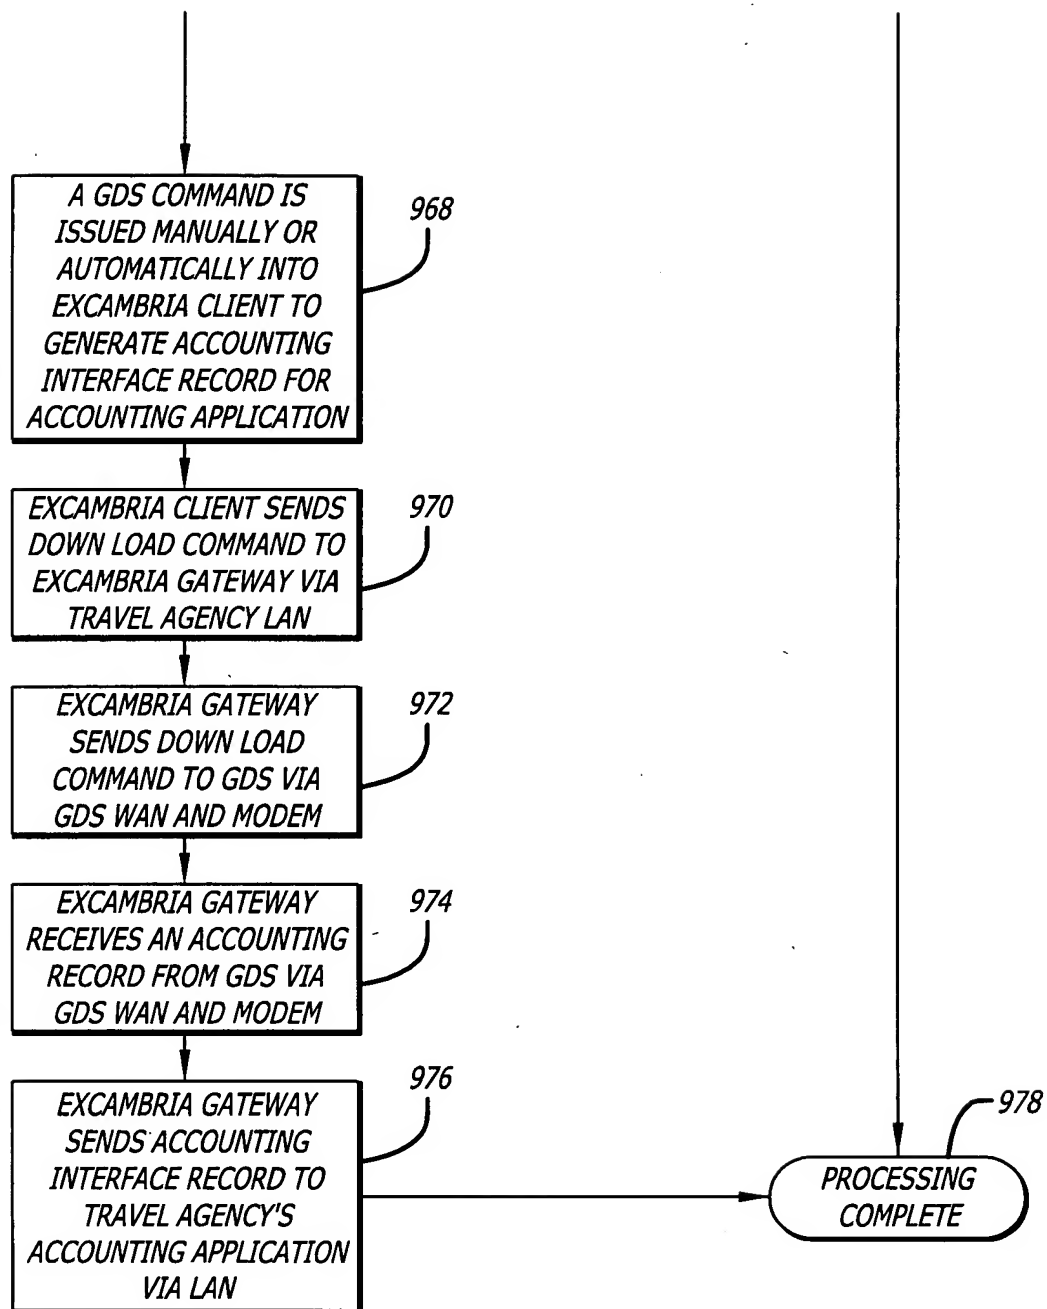 A GDS COMMAND IS
ISSUED MANUALLY OR
AUTOMATICALLY INTO
EXCAMBRIA CLIENT TO
GENERATE ACCOUNTING
INTERFACE RECORD FOR
ACCOUNTING APPLICATION
968
EXCAMBRIA CLIENT SENDS
DOWN LOAD COMMAND TO
EXCAMBRIA GATEWAY VIA
TRAVEL AGENCY LAN
970
EXCAMBRIA GATEWAY
SENDS DOWN LOAD
COMMAND TO GDS VIA
GDS WAN AND MODEM
972
EXCAMBRIA GATEWAY
RECEIVES AN ACCOUNTING
RECORD FROM GDS VIA
GDS WAN AND MODEM
974
EXCAMBRIA GATEWAY
SENDS ACCOUNTING
INTERFACE RECORD TO
TRAVEL AGENCY'S
ACCOUNTING APPLICATION
VIA LAN
976
PROCESSING
COMPLETE
978